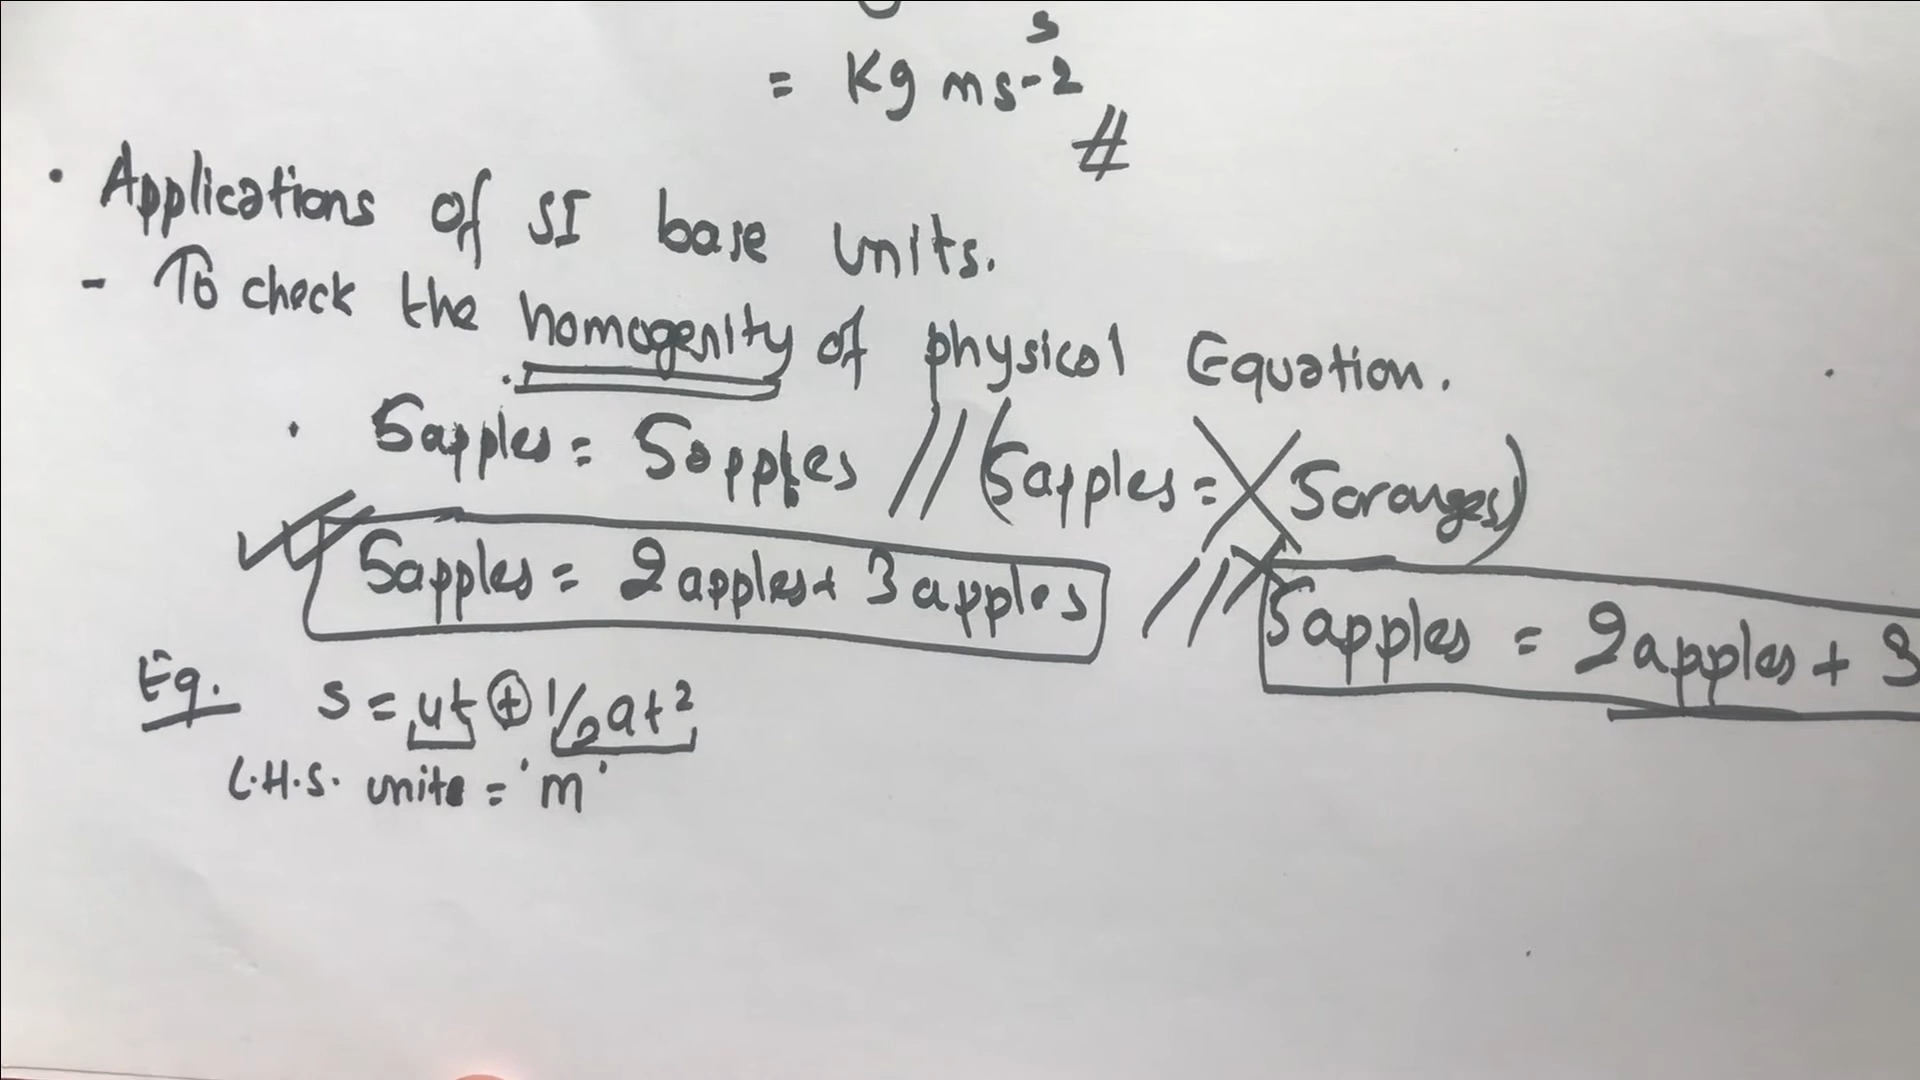 s
= Kg ms-2
#
· Applications of SI base units.
- To check the homogenity of physical Equation.
· 5apples = 5apples // (5apples = 5oranges)
5apples = 2apples + 3apples // 5apples = 2apples + 3
Eg. s = ut + 1/2at²
L.H.S. units = 'm'